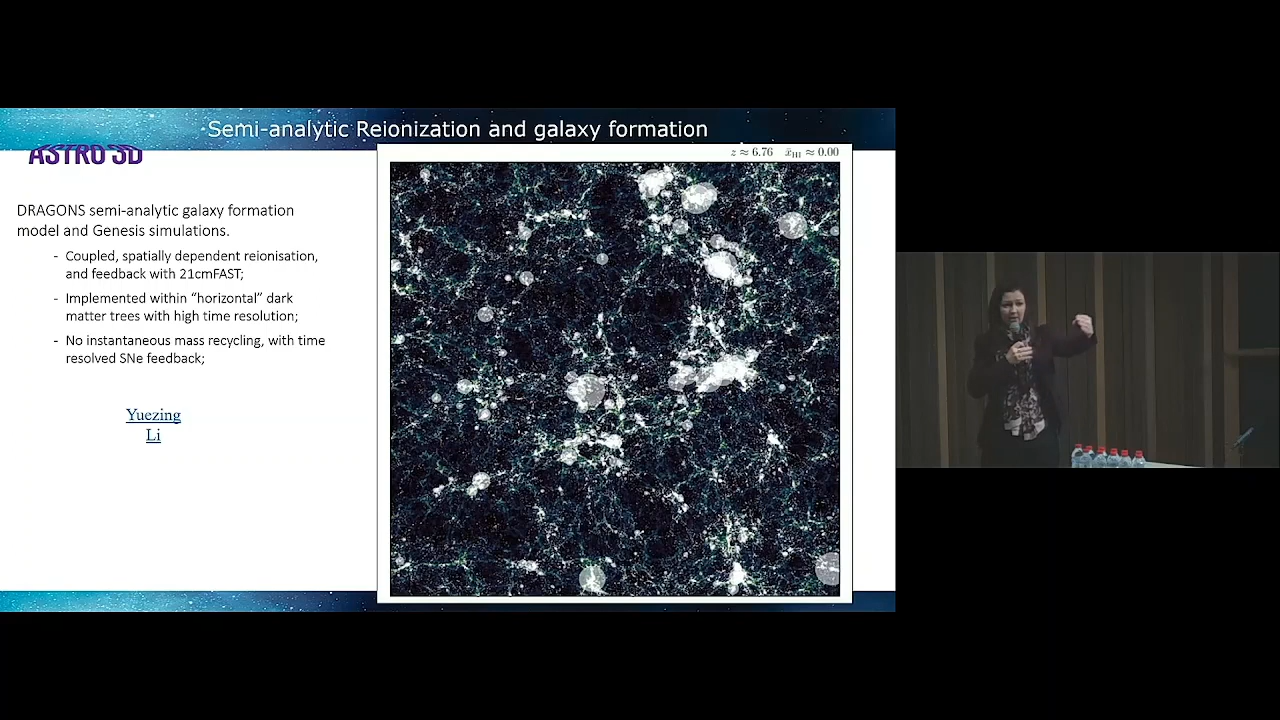 Semi-analytic Reionization and galaxy formation
ASTRO 3D
z ≈ 6.76 x̄HI ≈ 0.00
DRAGONS semi-analytic galaxy formation
model and Genesis simulations.
- Coupled, spatially dependent reionisation,
and feedback with 21cmFAST;
- Implemented within “horizontal” dark
matter trees with high time resolution;
- No instantaneous mass recycling, with time
resolved SNe feedback;
Yuezing
Li